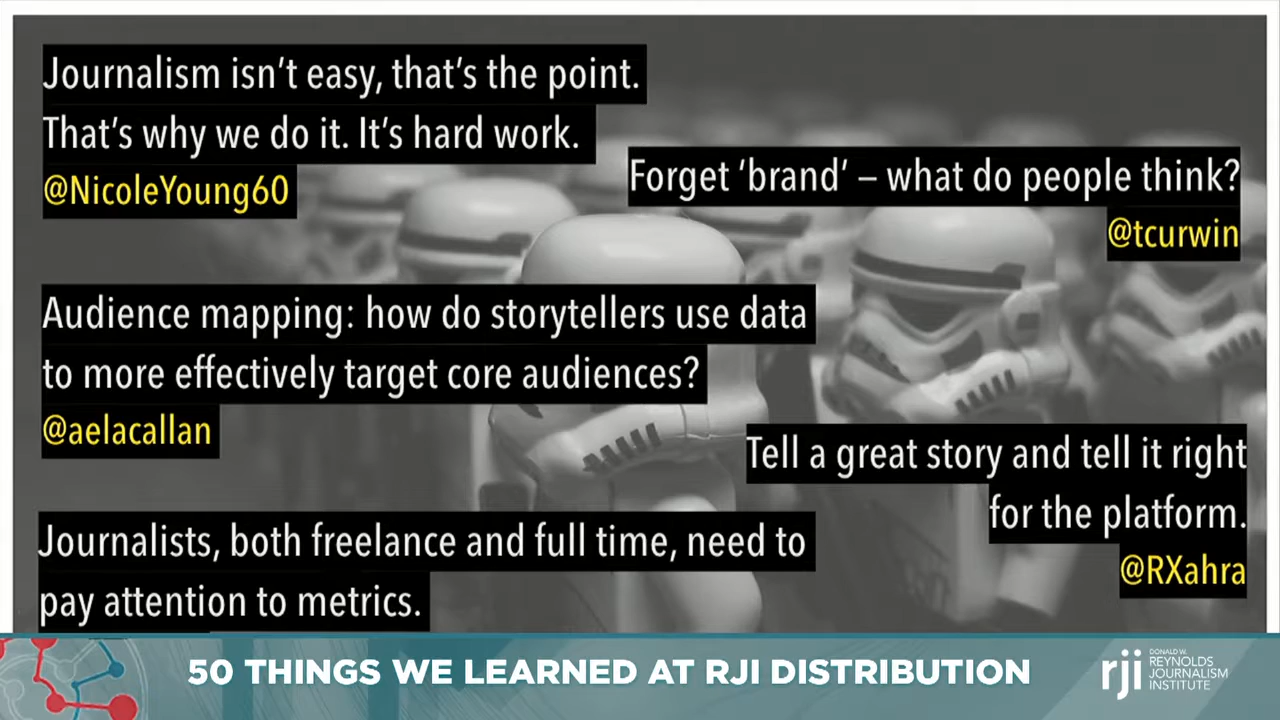 Journalism isn't easy, that's the point.
That's why we do it. It's hard work.
@NicoleYoung60
Forget ‘brand’ – what do people think?
@tcurwin
Audience mapping: how do storytellers use data
to more effectively target core audiences?
@aelacallan
Tell a great story and tell it right
for the platform.
@RXahra
Journalists, both freelance and full time, need to
pay attention to metrics.
50 THINGS WE LEARNED AT RJI DISTRIBUTION
rji
DONALD W.
REYNOLDS
JOURNALISM
INSTITUTE